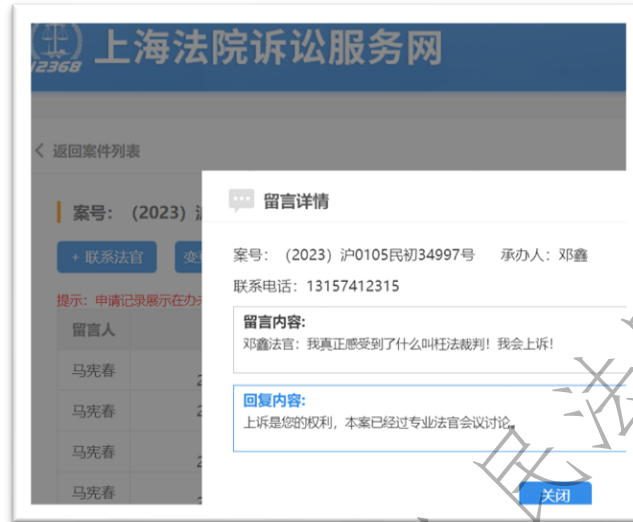 12368 上海法院诉讼服务网
返回案件列表
案号：（2023）
+ 联系法官
留言详情
案号：（2023）沪0105民初34997号 承办人：邓鑫
联系电话：13157412315
提示：申请记录展示在办
留言人
留言内容:
邓鑫法官：我真正感受到了什么叫枉法裁判！我会上诉！
马宪春
马宪春
回复内容:
上诉是您的权利，本案已经过专业法官会议讨论。
马宪春
马宪春
关闭
民法